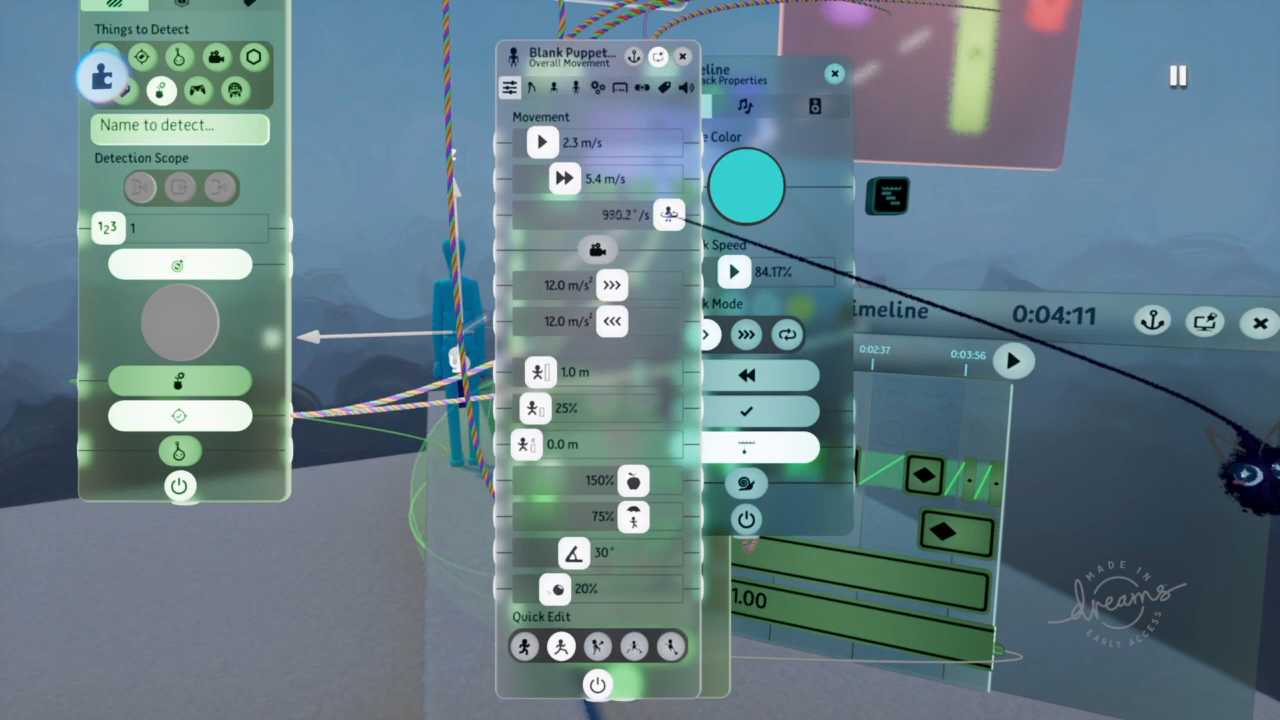 Things to Detect
Name to detect...
Detection Scope
1
Blank Puppet...
Overall Movement
Movement
2.3 m/s
5.4 m/s
°/s
12.0 m/s²
12.0 m/s²
1.0 m
25%
0.0 m
150%
75%
30°
20%
Quick Edit
eline
ck Properties
e Color
k Speed
84.17%
k Mode
imeline
0:04:11
0:02:37
0:03:56
1.00
MADE IN
dreams
EARLY ACCESS